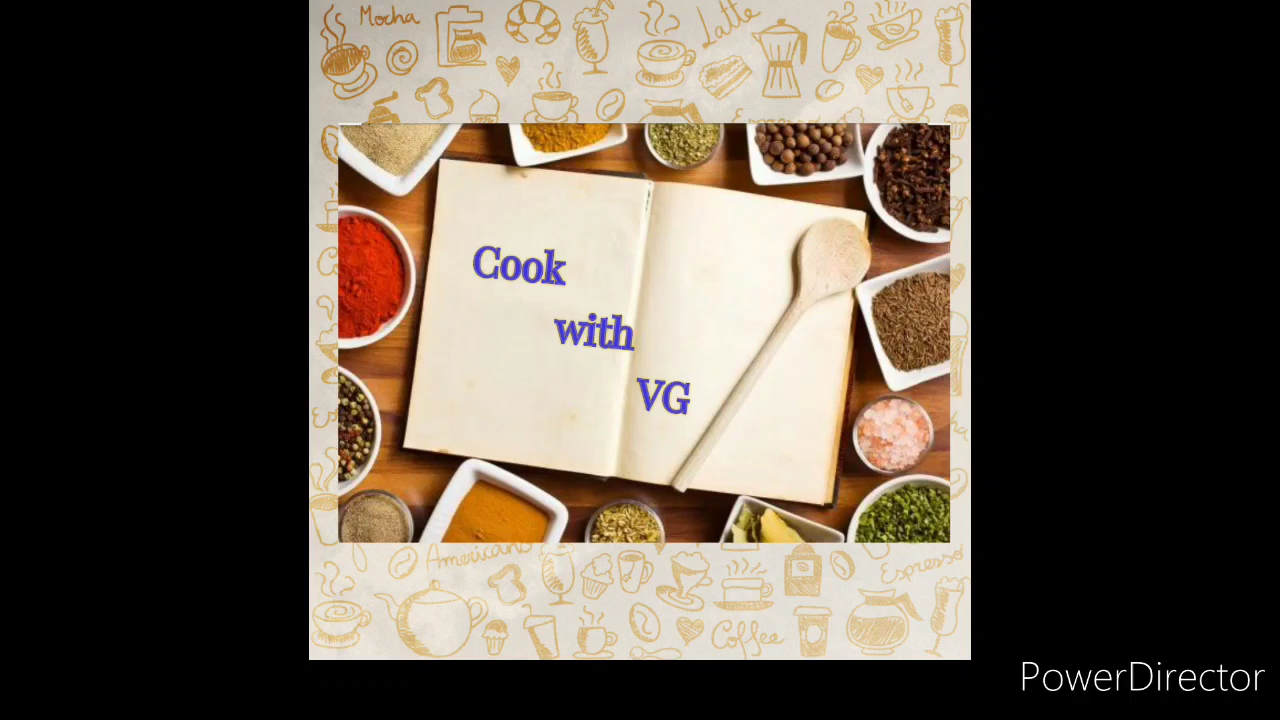 Mocha
Latte
Cook
with
VG
Americano
Espresso
Coffee
PowerDirector